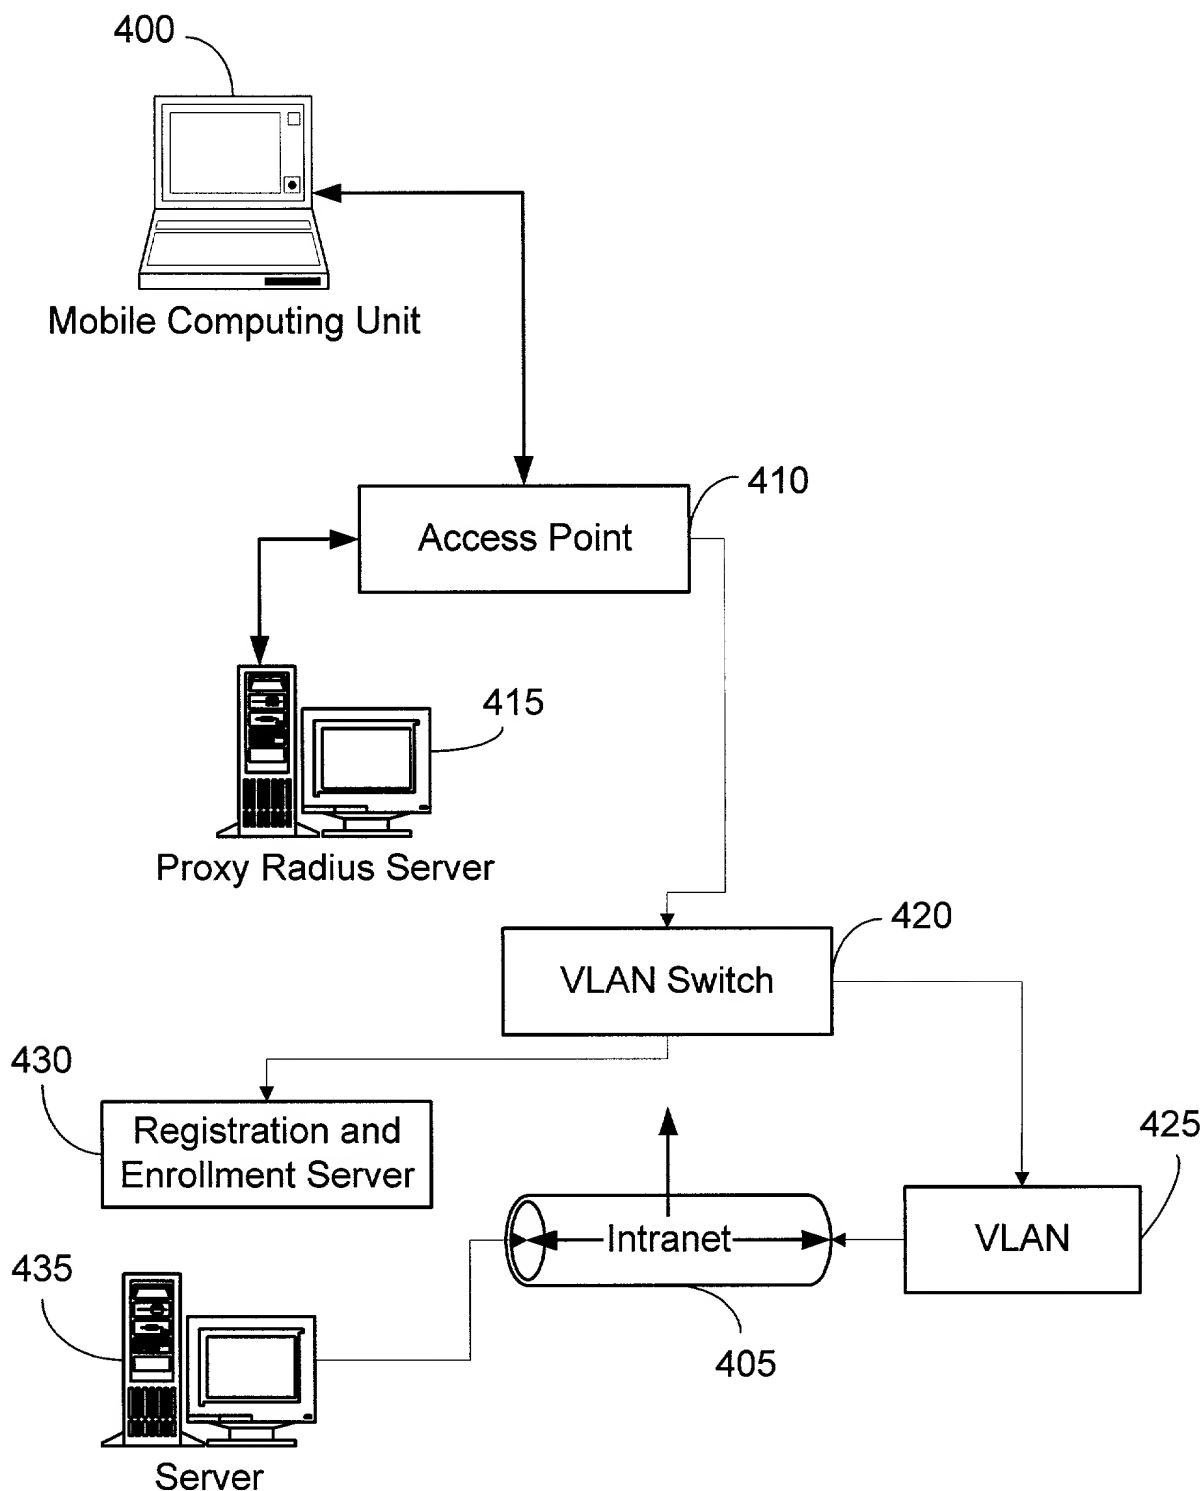 400
Mobile Computing Unit
410
Access Point
415
Proxy Radius Server
420
VLAN Switch
430
Registration and
Enrollment Server
425
Intranet
VLAN
435
405
Server